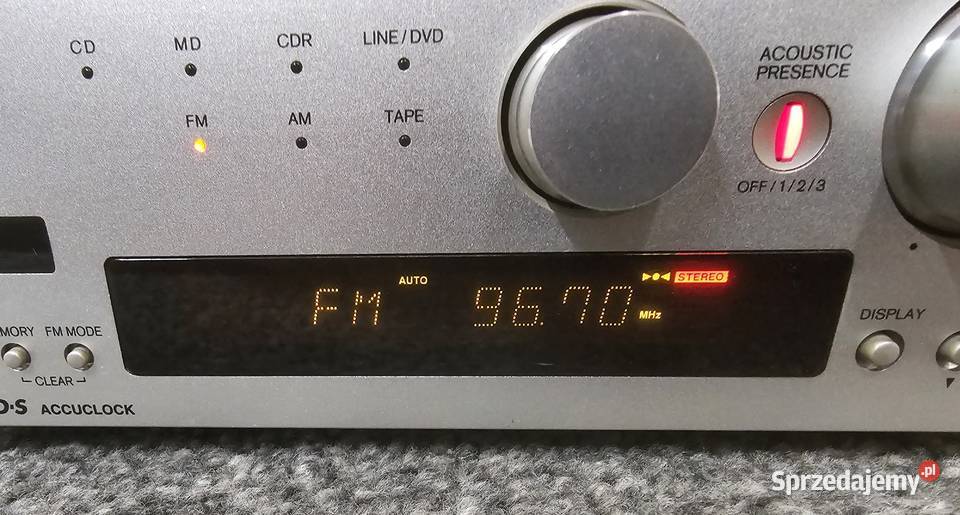 CD MD CDR LINE/DVD
ACOUSTIC
PRESENCE
FM AM TAPE
OFF/1/2/3
AUTO
STEREO
FM 96.70 MHz
DISPLAY
MORY FM MODE
CLEAR
D·S ACCUCLOCK
Sprzedajemy.pl